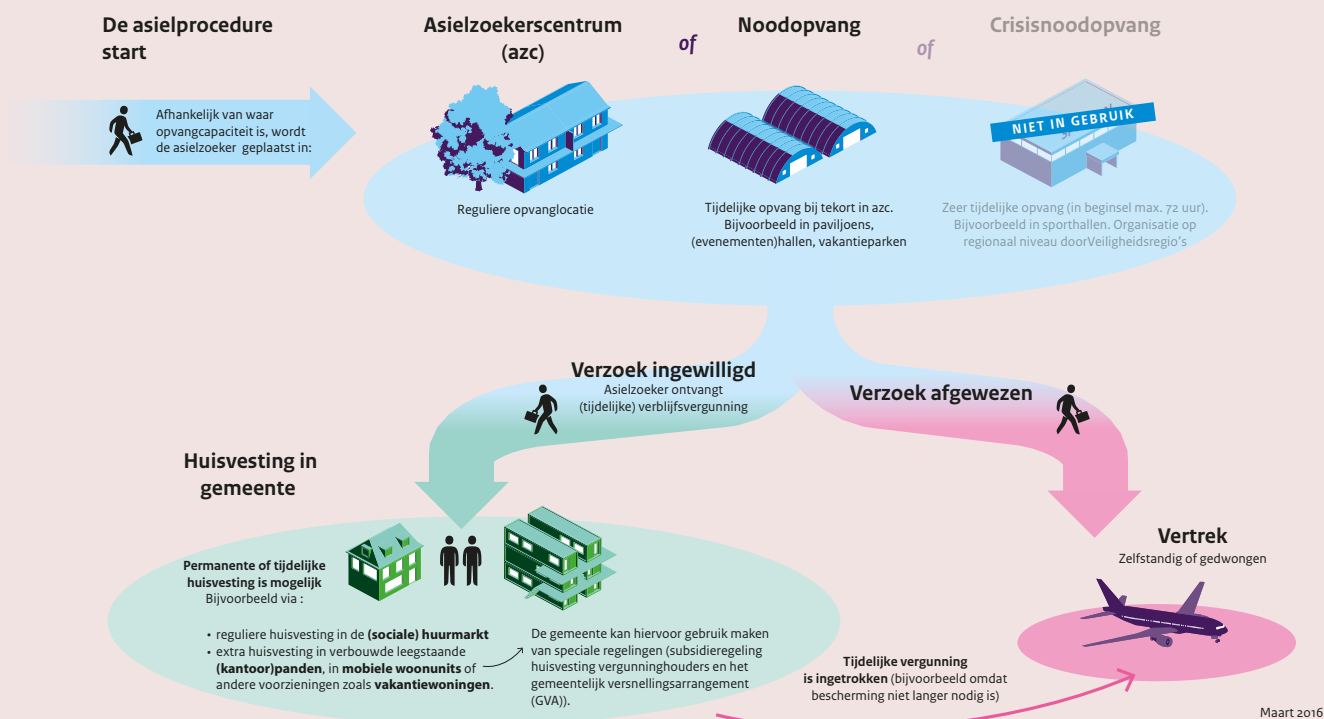 De asielprocedure
start
Afhankelijk van waar
opvangcapaciteit is, wordt
de asielzoeker geplaatst in:
Asielzoekerscentrum
(azc)
Reguliere opvanglocatie
of
Noodopvang
Tijdelijke opvang bij tekort in azc.
Bijvoorbeeld in paviljoens,
(evenementen)hallen, vakantieparken
of
Crisisnoodopvang
NIET IN GEBRUIK
Zeer tijdelijke opvang (in beginsel max. 72 uur).
Bijvoorbeeld in sporthallen. Organisatie op
regionaal niveau doorVeiligheidsregio's
Verzoek ingewilligd
Asielzoeker ontvangt
(tijdelijke) verblijfsvergunning
Verzoek afgewezen
Huisvesting in
gemeente
Permanente of tijdelijke
huisvesting is mogelijk
Bijvoorbeeld via :
• reguliere huisvesting in de (sociale) huurmarkt
• extra huisvesting in verbouwde leegstaande
(kantoor)panden, in mobiele woonunits of
andere voorzieningen zoals vakantiewoningen.
De gemeente kan hiervoor gebruik maken
van speciale regelingen (subsidieregeling
huisvesting vergunninghouders en het
gemeentelijk versnellingsarrangement
(GVA)).
Vertrek
Zelfstandig of gedwongen
Tijdelijke vergunning
is ingetrokken (bijvoorbeeld omdat
bescherming niet langer nodig is)
Maart 2016